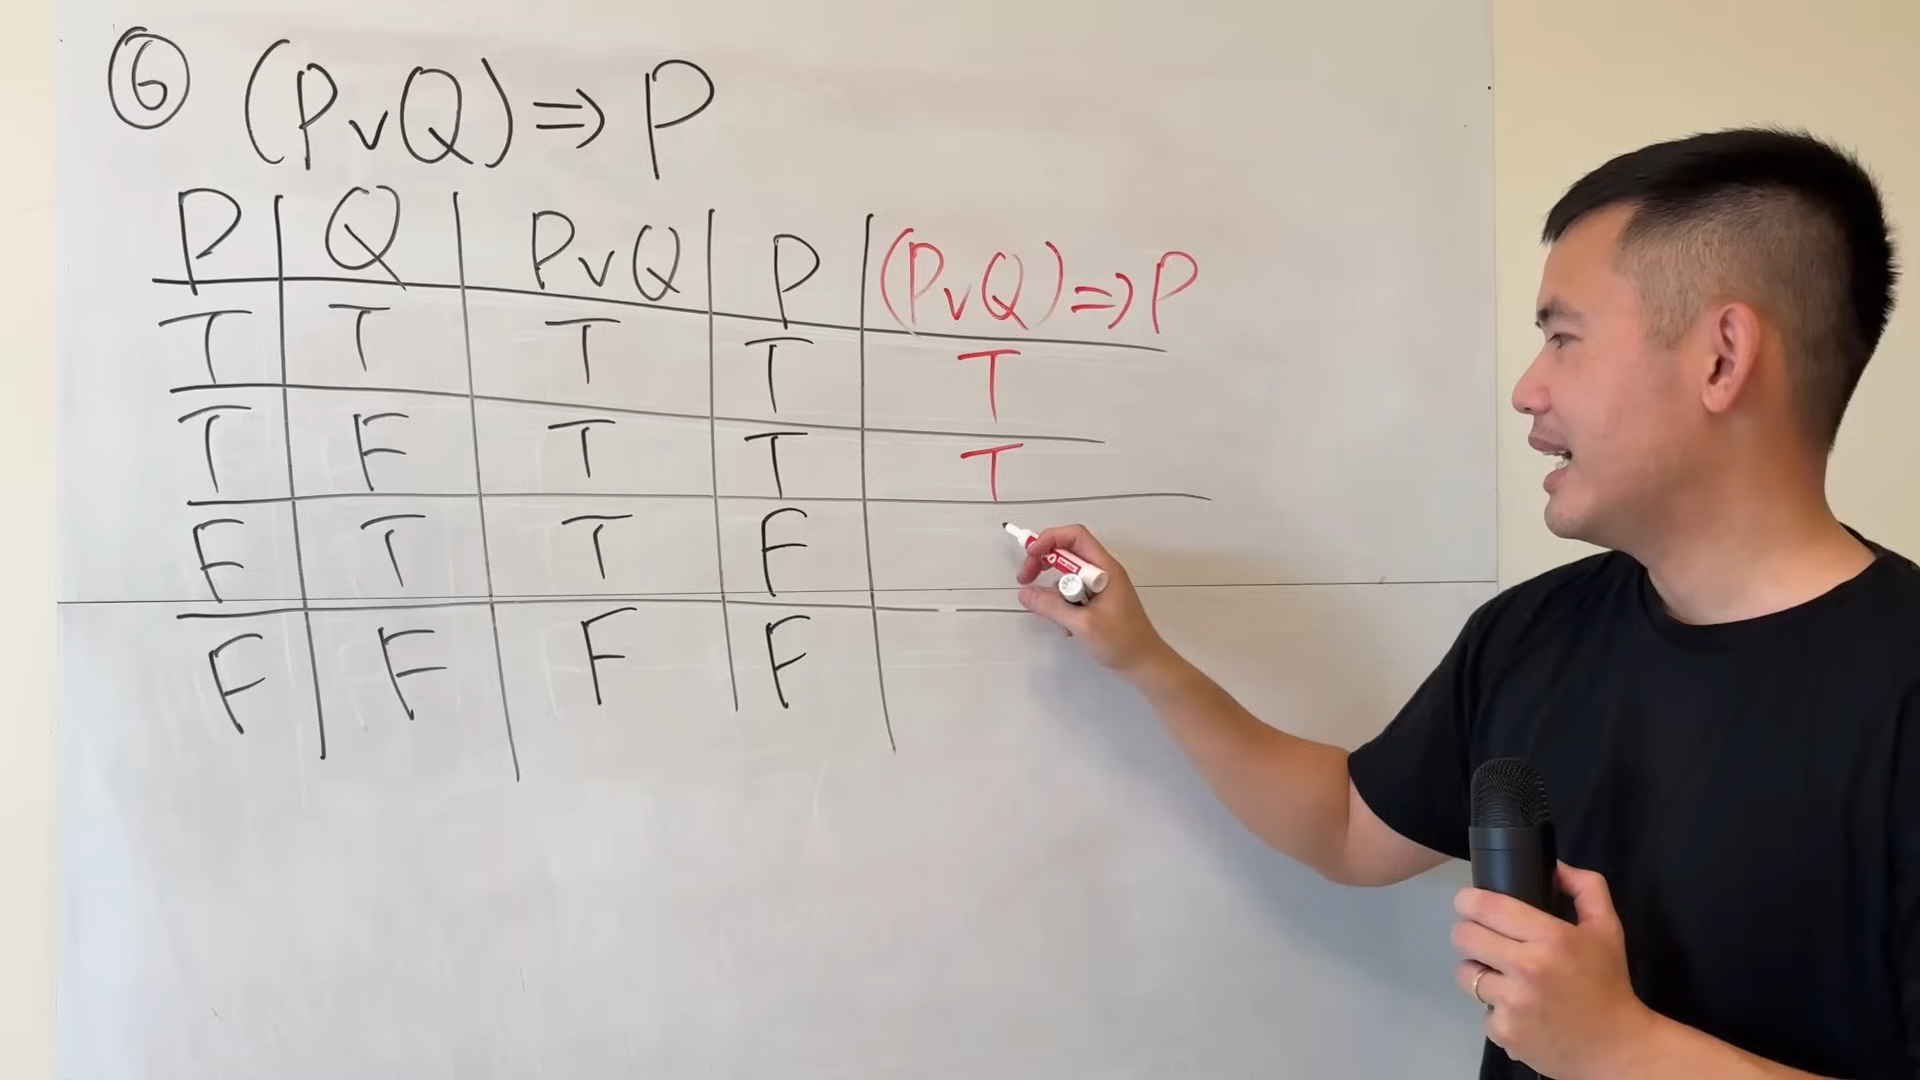 ⑥ (P∨Q)⇒P
P Q P∨Q P (P∨Q)⇒P
T T T T T
T F T T T
F T T F
F F F F